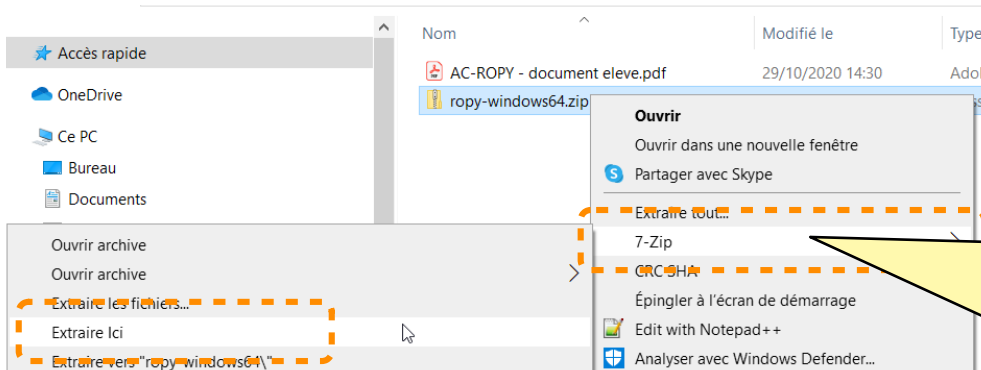 Nom Modifié le Type
Accès rapide
AC-ROPY - document eleve.pdf 29/10/2020 14:30
OneDrive
ropy-windows64.zip
Ouvrir
Ce PC
Ouvrir dans une nouvelle fenêtre
Bureau
Partager avec Skype
Documents
Extraire tout...
Ouvrir archive
7-Zip
Ouvrir archive
CRC SHA
Extraire les fichiers...
Épingler à l'écran de démarrage
Extraire Ici
Edit with Notepad++
Extraire vers "ropy-windows64\"
Analyser avec Windows Defender...